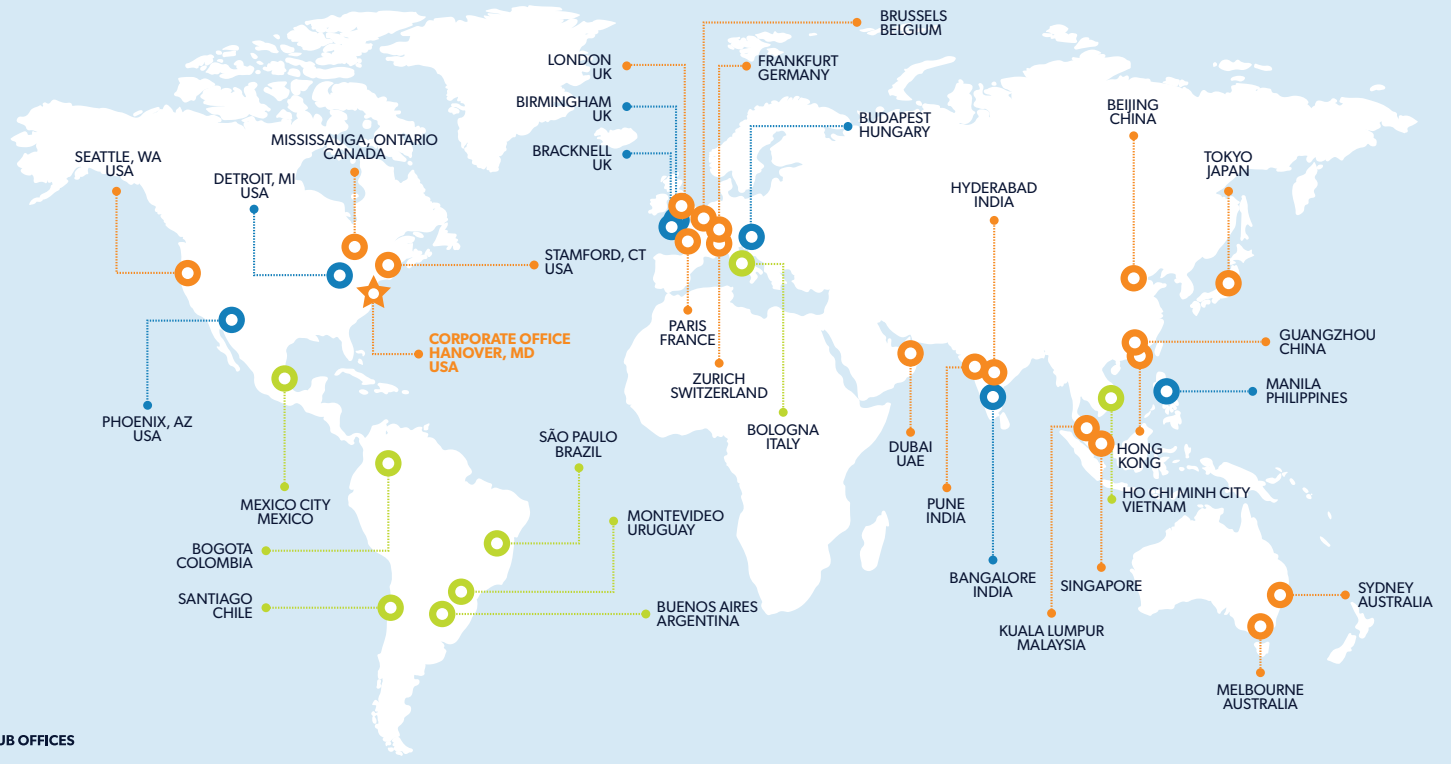 BRUSSELS
BELGIUM
LONDON
UK
FRANKFURT
GERMANY
BIRMINGHAM
UK
BUDAPEST
HUNGARY
BEIJING
CHINA
BRACKNELL
UK
MISSISSAUGA, ONTARIO
CANADA
SEATTLE, WA
USA
DETROIT, MI
USA
TOKYO
JAPAN
HYDERABAD
INDIA
STAMFORD, CT
USA
CORPORATE OFFICE
HANOVER, MD
USA
PARIS
FRANCE
GUANGZHOU
CHINA
ZURICH
SWITZERLAND
MANILA
PHILIPPINES
PHOENIX, AZ
USA
BOLOGNA
ITALY
SÃO PAULO
BRAZIL
DUBAI
UAE
HONG
KONG
MEXICO CITY
MEXICO
PUNE
INDIA
HO CHI MINH CITY
VIETNAM
MONTEVIDEO
URUGUAY
BOGOTA
COLOMBIA
BANGALORE
INDIA
SINGAPORE
SANTIAGO
CHILE
BUENOS AIRES
ARGENTINA
SYDNEY
AUSTRALIA
KUALA LUMPUR
MALAYSIA
MELBOURNE
AUSTRALIA
UB OFFICES